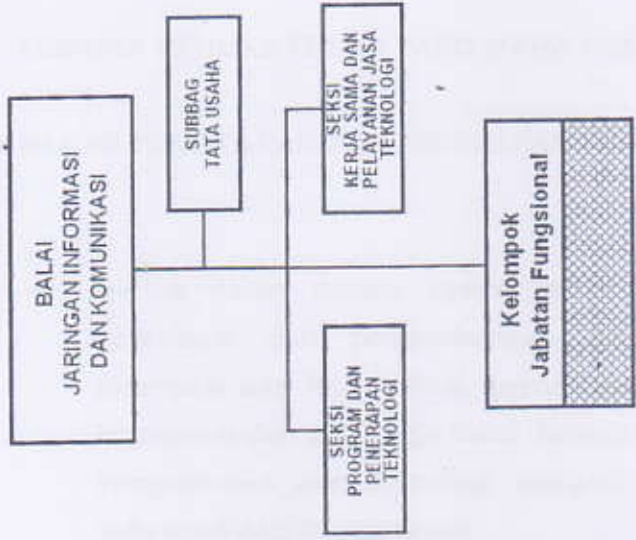 BALAI
JARINGAN INFORMASI
DAN KOMUNIKASI
SUBBAG
TATA USAHA
SEKSI
PROGRAM DAN
PENERAPAN
TEKNOLOGI
SEKSI
KERJA SAMA DAN
PELAYANAN JASA
TEKNOLOGI
Kelompok
Jabatan Fungsional